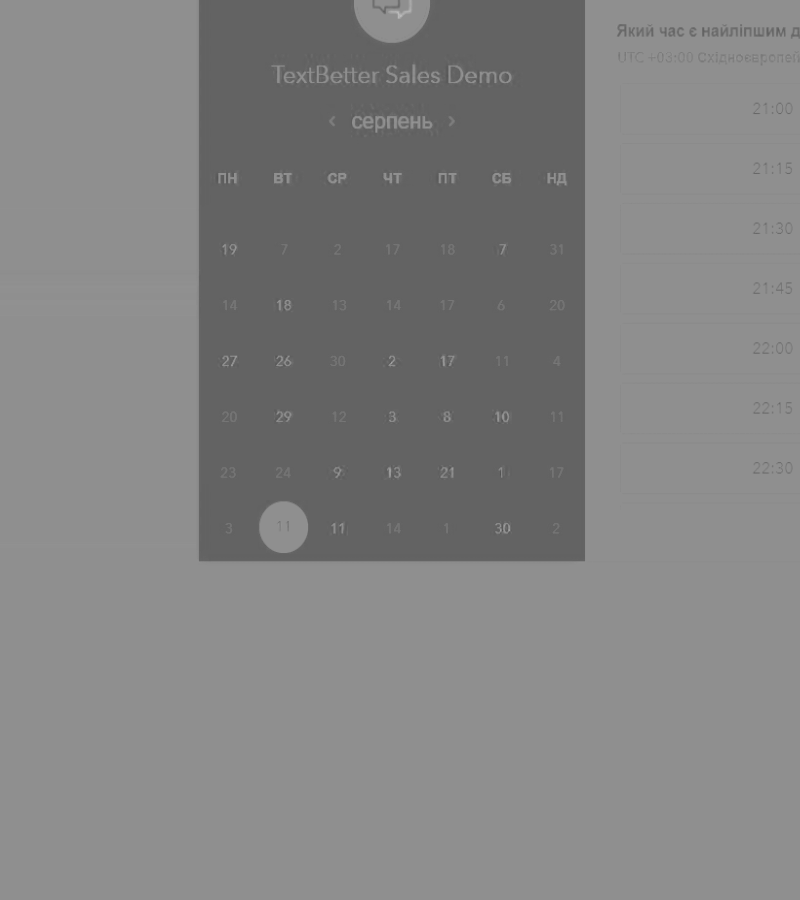 TextBetter Sales Demo
‹ серпень ›
ПН ВТ СР ЧТ ПТ СБ НД
19 7 2 17 18 7 31
14 18 13 14 17 6 20
27 26 30 2 17 11 4
20 29 12 3 8 10 11
23 24 9 13 21 1 17
3 11 11 14 1 30 2
Який час є найліпшим д
UTC +03:00 Східноєвропей
21:00
21:15
21:30
21:45
22:00
22:15
22:30